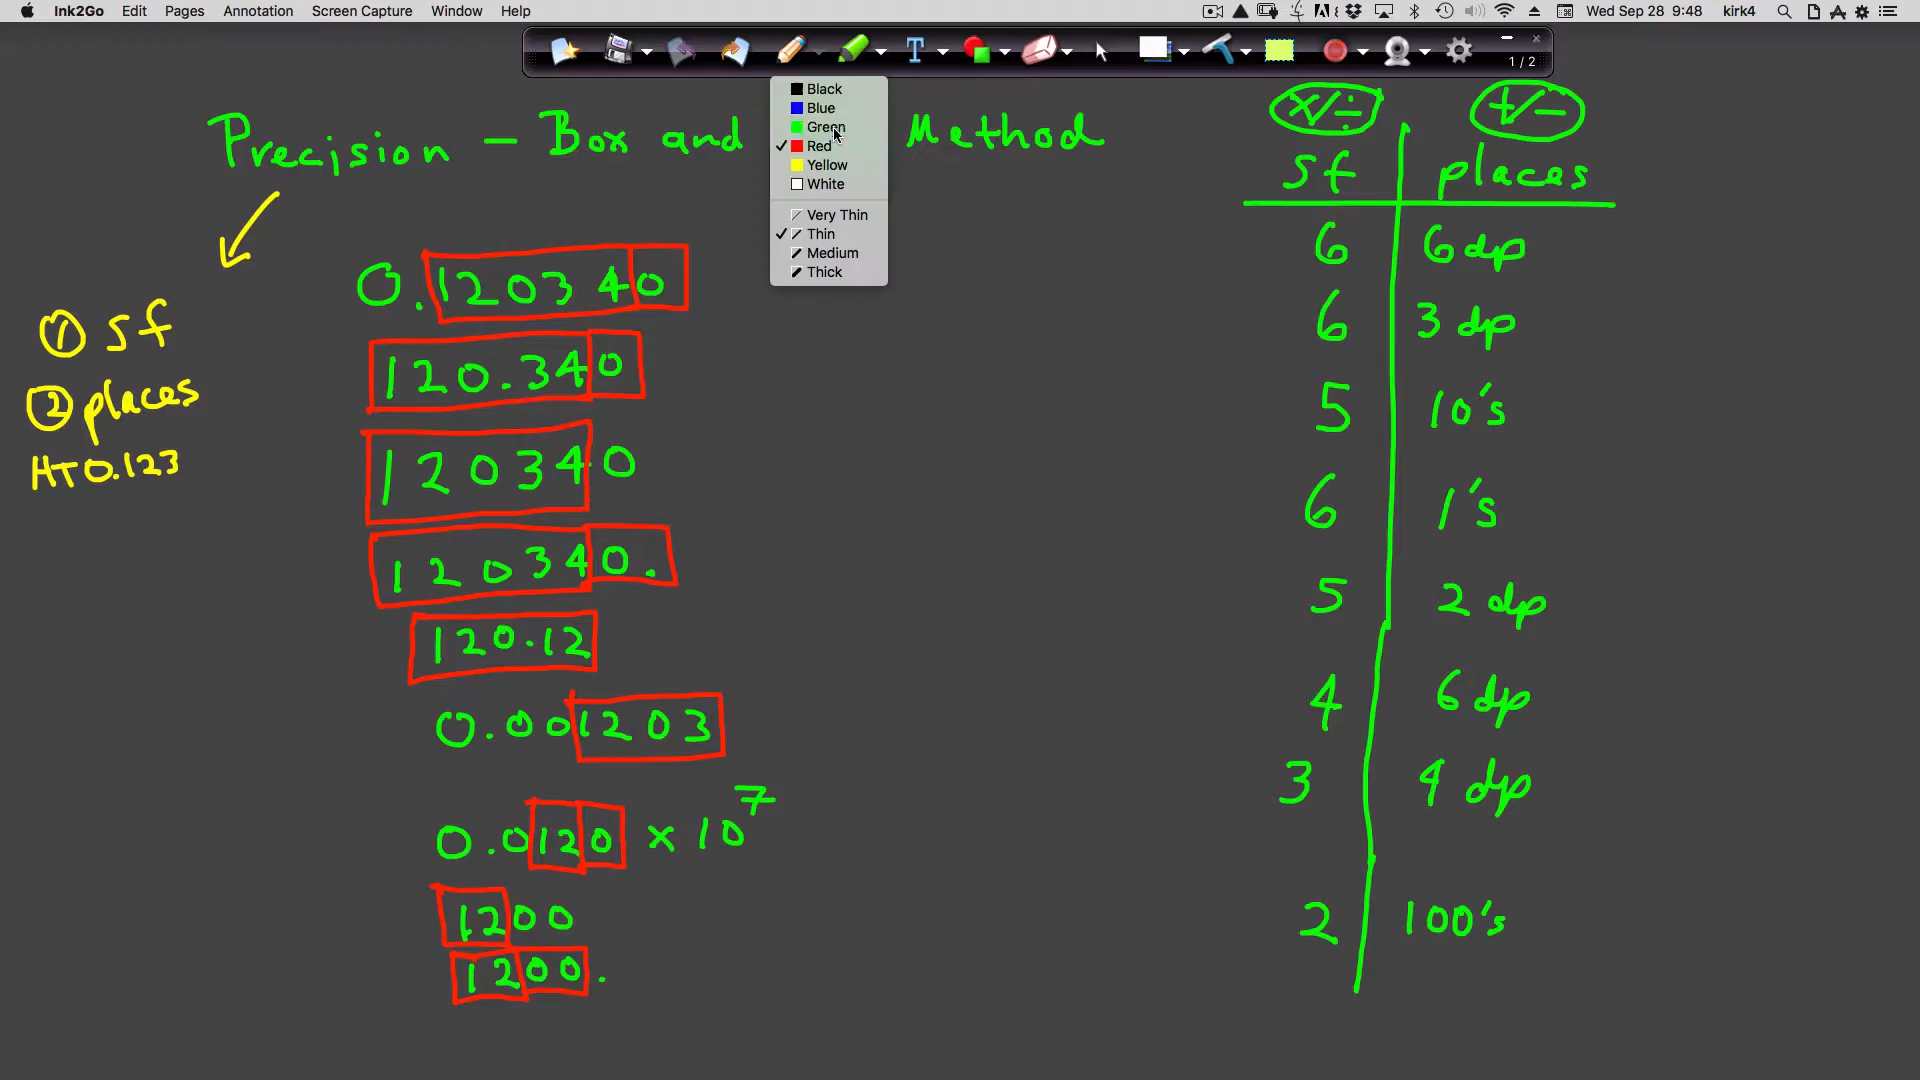 Ink2Go Edit Pages Annotation Screen Capture Window Help Wed Sep 28 9:48 kirk4
1 / 2
Black
Blue
Green
Red
Yellow
White
Very Thin
Thin
Medium
Thick
Precision - Box and Method
x/÷ +/-
sf places
① sf
② places
HTO.123
0.120340 6 6 dp
120.340 6 3 dp
120340 5 10's
120340. 6 1's
120.12 5 2 dp
0.001203 4 6 dp
0.0120 x 10^7 3 4 dp
1200 2 100's
1200.